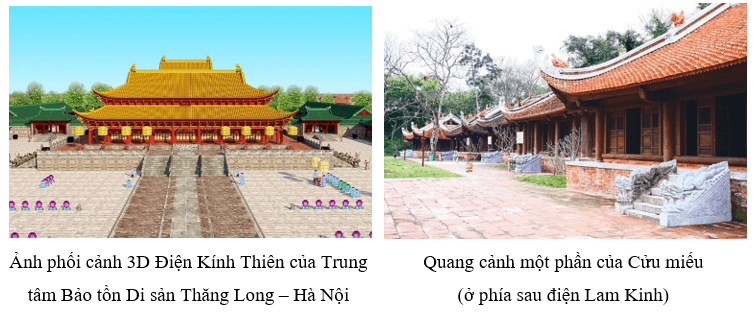 Ảnh phối cảnh 3D Điện Kính Thiên của Trung
tâm Bảo tồn Di sản Thăng Long – Hà Nội
Quang cảnh một phần của Cửu miếu
(ở phía sau điện Lam Kinh)